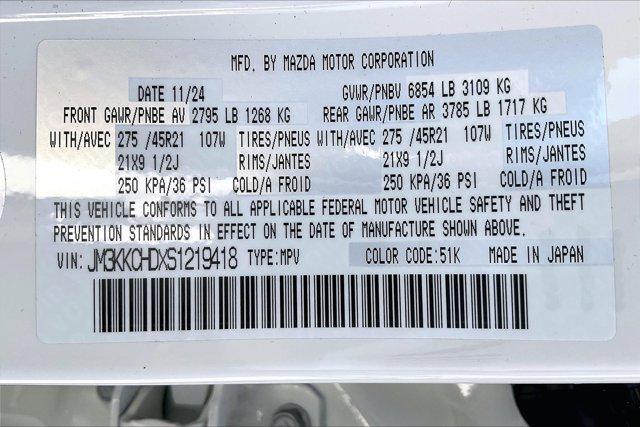 MFD. BY MAZDA MOTOR CORPORATION
DATE 11/24 GVWR/PNBV 6854 LB 3109 KG
FRONT GAWR/PNBE AV 2795 LB 1268 KG REAR GAWR/PNBE AR 3785 LB 1717 KG
WITH/AVEC 275 /45R21 107W TIRES/PNEUS WITH/AVEC 275 /45R21 107W TIRES/PNEUS
21X9 1/2J RIMS/JANTES 21X9 1/2J RIMS/JANTES
250 KPA/36 PSI COLD/A FROID 250 KPA/36 PSI COLD/A FROID
THIS VEHICLE CONFORMS TO ALL APPLICABLE FEDERAL MOTOR VEHICLE SAFETY AND THEFT
PREVENTION STANDARDS IN EFFECT ON THE DATE OF MANUFACTURE SHOWN ABOVE.
VIN: JM3KKCHDXS1219418 TYPE:MPV COLOR CODE:51K MADE IN JAPAN